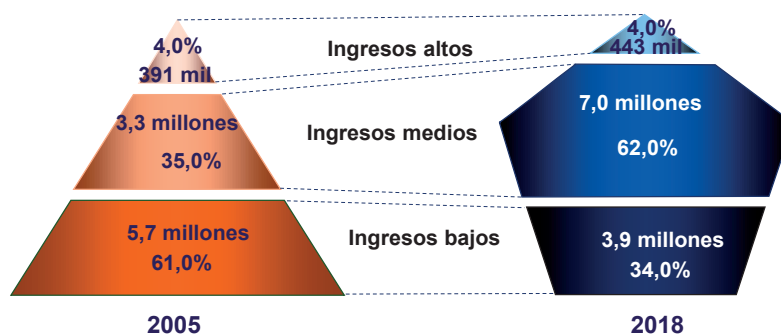 4,0%
391 mil
Ingresos altos
4,0%
443 mil
3,3 millones
35,0%
Ingresos medios
7,0 millones
62,0%
5,7 millones
61,0%
Ingresos bajos
3,9 millones
34,0%
2005
2018